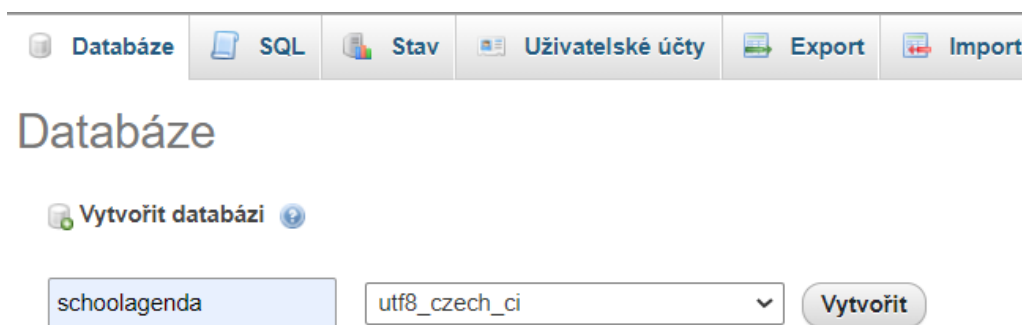 Databáze SQL Stav Uživatelské účty Export Import
Databáze
Vytvořit databázi
schoolagenda utf8_czech_ci Vytvořit